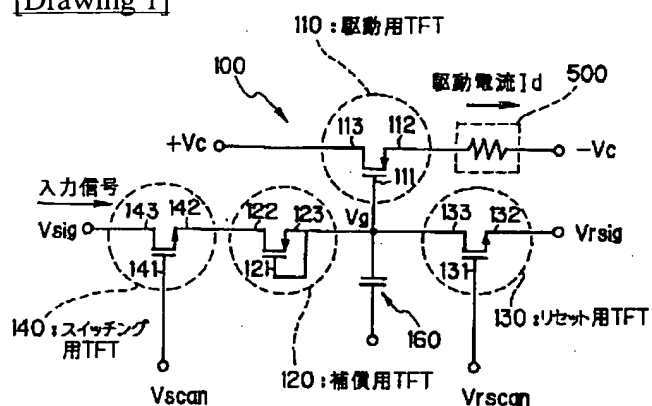 [Drawing 1]
110:駆動用TFT
100
駆動電流Id
500
113
112
+Vc
-Vc
111
入力信号
Vsig
143
142
122
123
Vg
133
132
Vrsig
141
121
131
160
140:スイッチング
用TFT
130:リセット用TFT
120:補償用TFT
Vscan
Vrscan